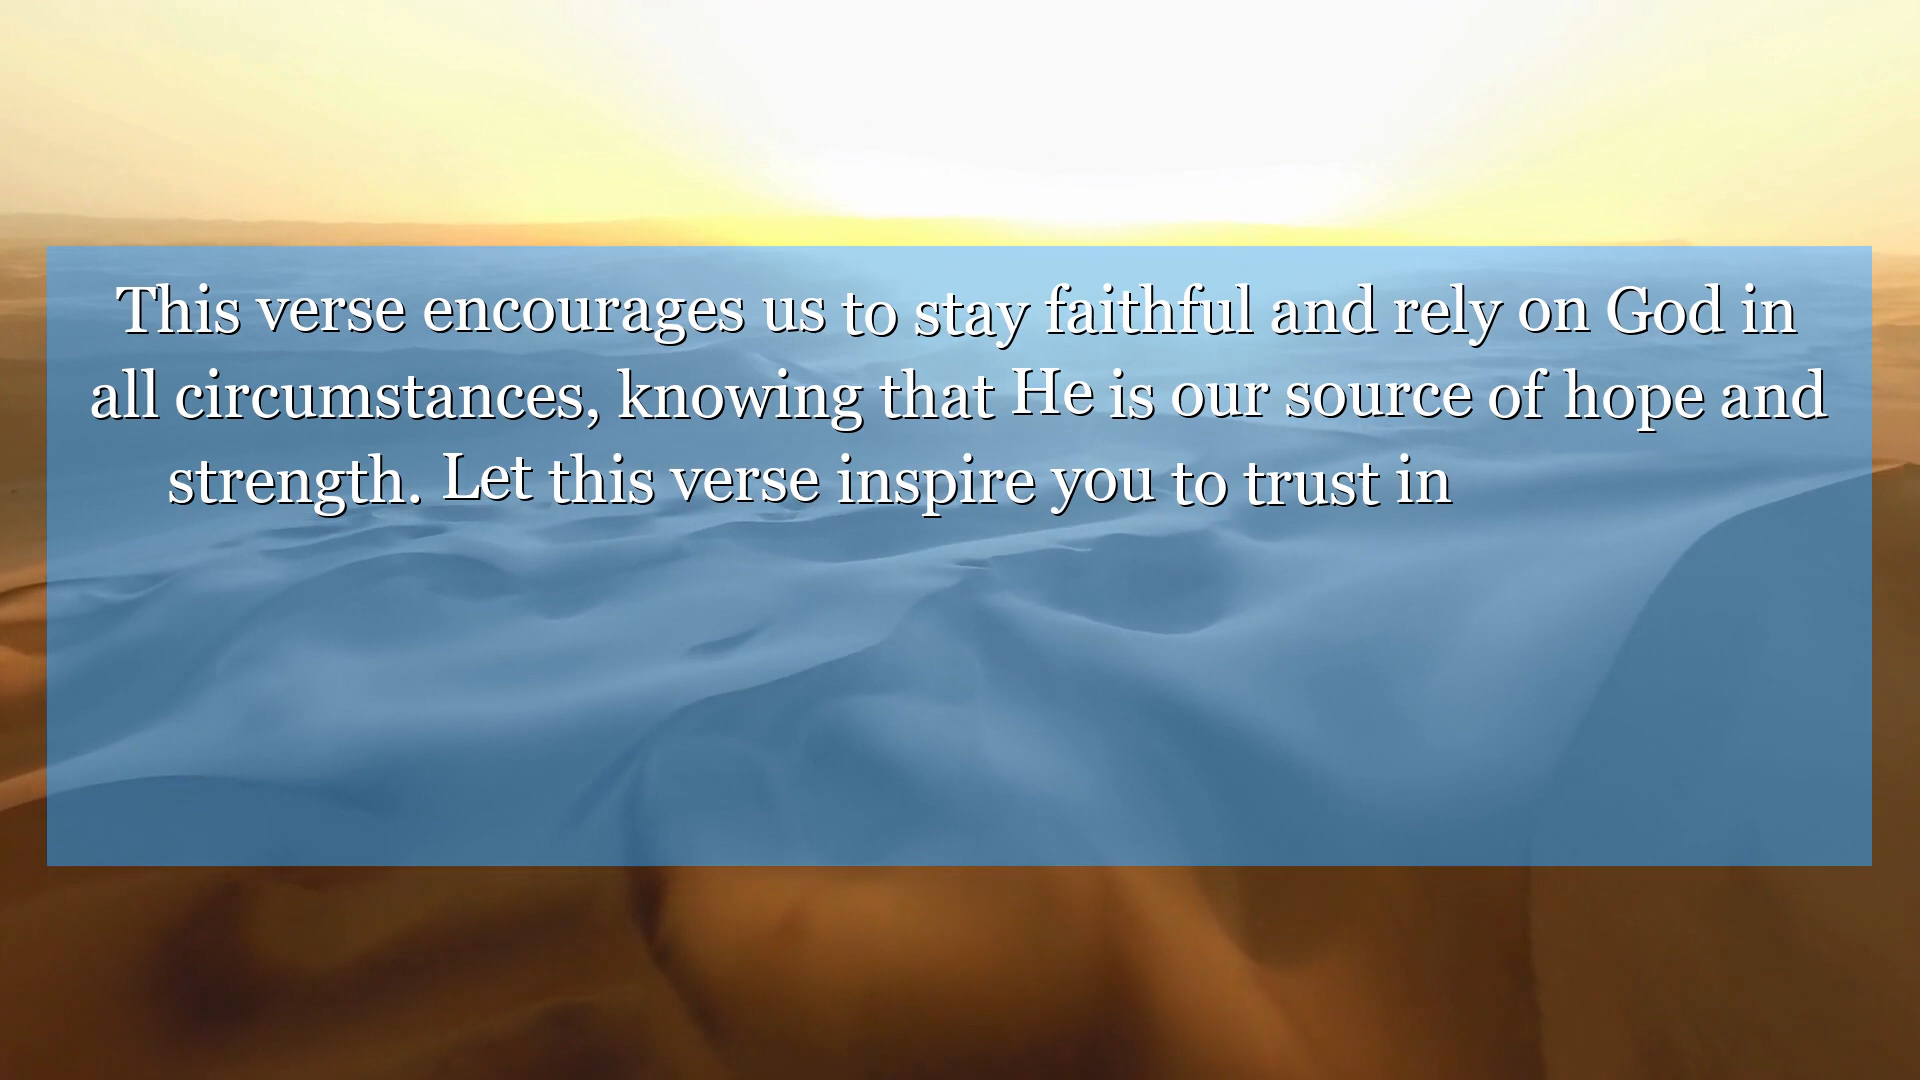 This verse encourages us to stay faithful and rely on God in
all circumstances, knowing that He is our source of hope and
strength. Let this verse inspire you to trust in